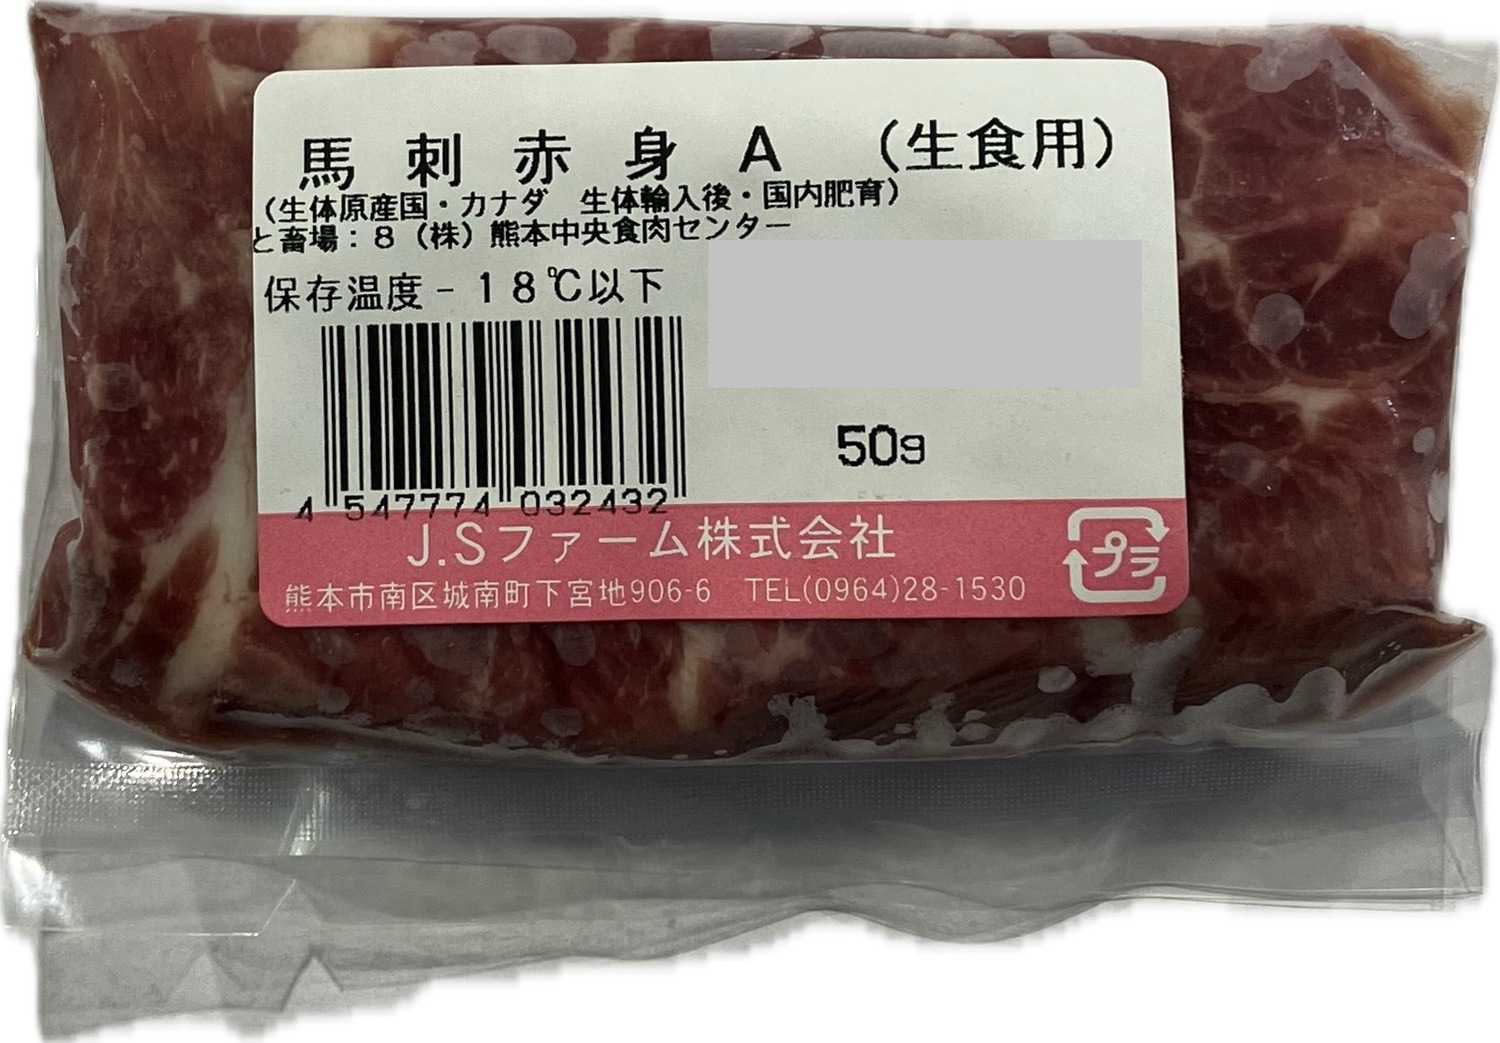 馬刺赤身A （生食用）
（生体原産国・カナダ 生体輸入後・国内肥育）
と畜場：8（株）熊本中央食肉センター
保存温度－18℃以下
50g
4 547774 032432
J.Sファーム株式会社
熊本市南区城南町下宮地906-6 TEL(0964)28-1530
プラ